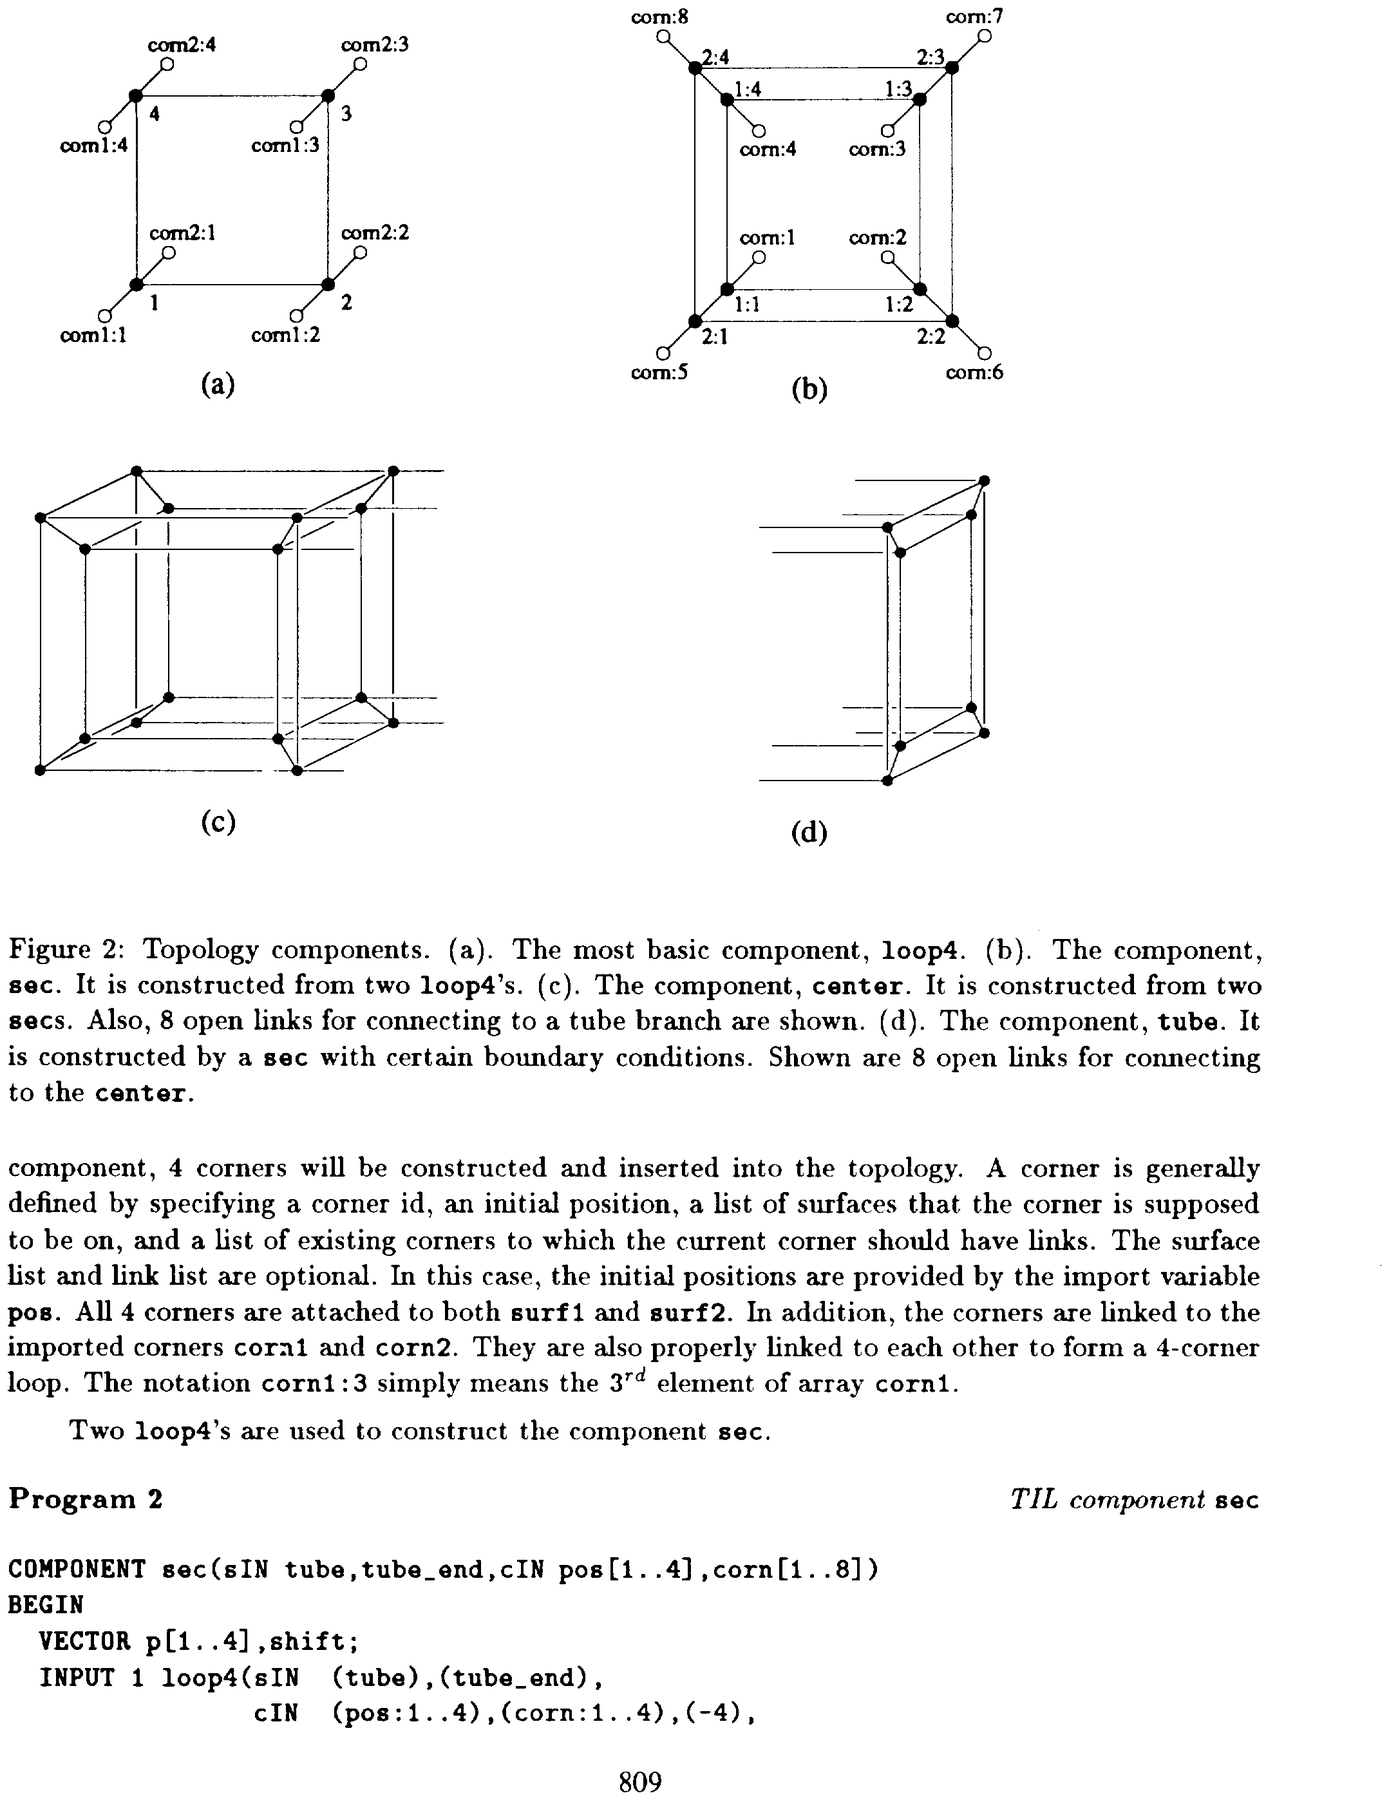 corn2:4 corn2:3
4 3
corn1:4 corn1:3
corn2:1 corn2:2
1 2
corn1:1 corn1:2
(a)
corn:8 corn:7
2:4 2:3
1:4 1:3
corn:4 corn:3
corn:1 corn:2
1:1 1:2
2:1 2:2
corn:5 corn:6
(b)
(c)
(d)
Figure 2: Topology components. (a). The most basic component, loop4. (b). The component,
sec. It is constructed from two loop4's. (c). The component, center. It is constructed from two
secs. Also, 8 open links for connecting to a tube branch are shown. (d). The component, tube. It
is constructed by a sec with certain boundary conditions. Shown are 8 open links for connecting
to the center.
component, 4 corners will be constructed and inserted into the topology. A corner is generally
defined by specifying a corner id, an initial position, a list of surfaces that the corner is supposed
to be on, and a list of existing corners to which the current corner should have links. The surface
list and link list are optional. In this case, the initial positions are provided by the import variable
pos. All 4 corners are attached to both surf1 and surf2. In addition, the corners are linked to the
imported corners corn1 and corn2. They are also properly linked to each other to form a 4-corner
loop. The notation corn1:3 simply means the 3rd element of array corn1.
Two loop4's are used to construct the component sec.
Program 2 TIL component sec
COMPONENT sec(sIN tube,tube_end,cIN pos[1..4],corn[1..8])
BEGIN
VECTOR p[1..4],shift;
INPUT 1 loop4(sIN (tube),(tube_end),
cIN (pos:1..4),(corn:1..4),(-4),
809